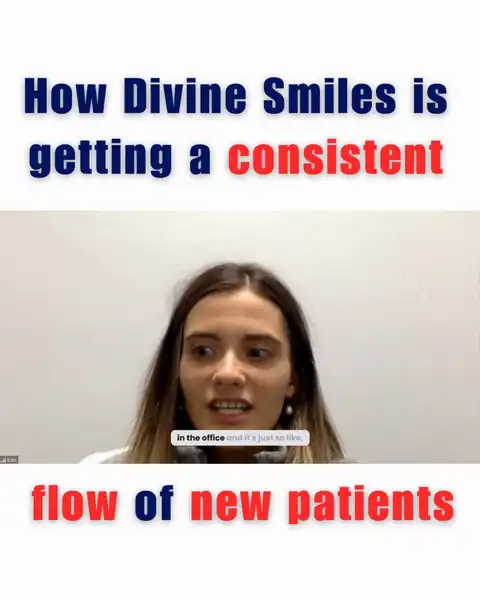 How Divine Smiles is
getting a consistent
in the office and it's just so like,
flow of new patients